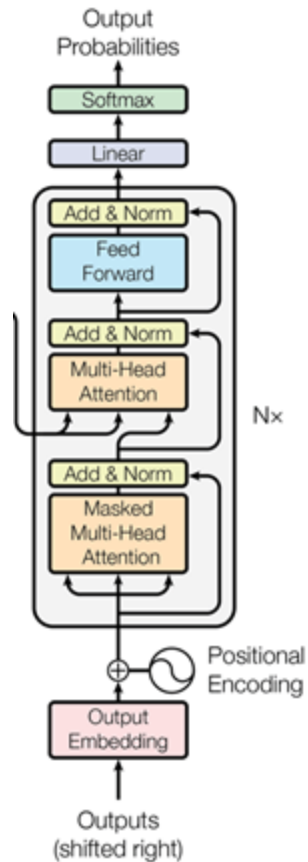 Output
Probabilities
Softmax
Linear
Add & Norm
Feed
Forward
Add & Norm
Multi-Head
Attention
N×
Add & Norm
Masked
Multi-Head
Attention
Positional
Encoding
Output
Embedding
Outputs
(shifted right)